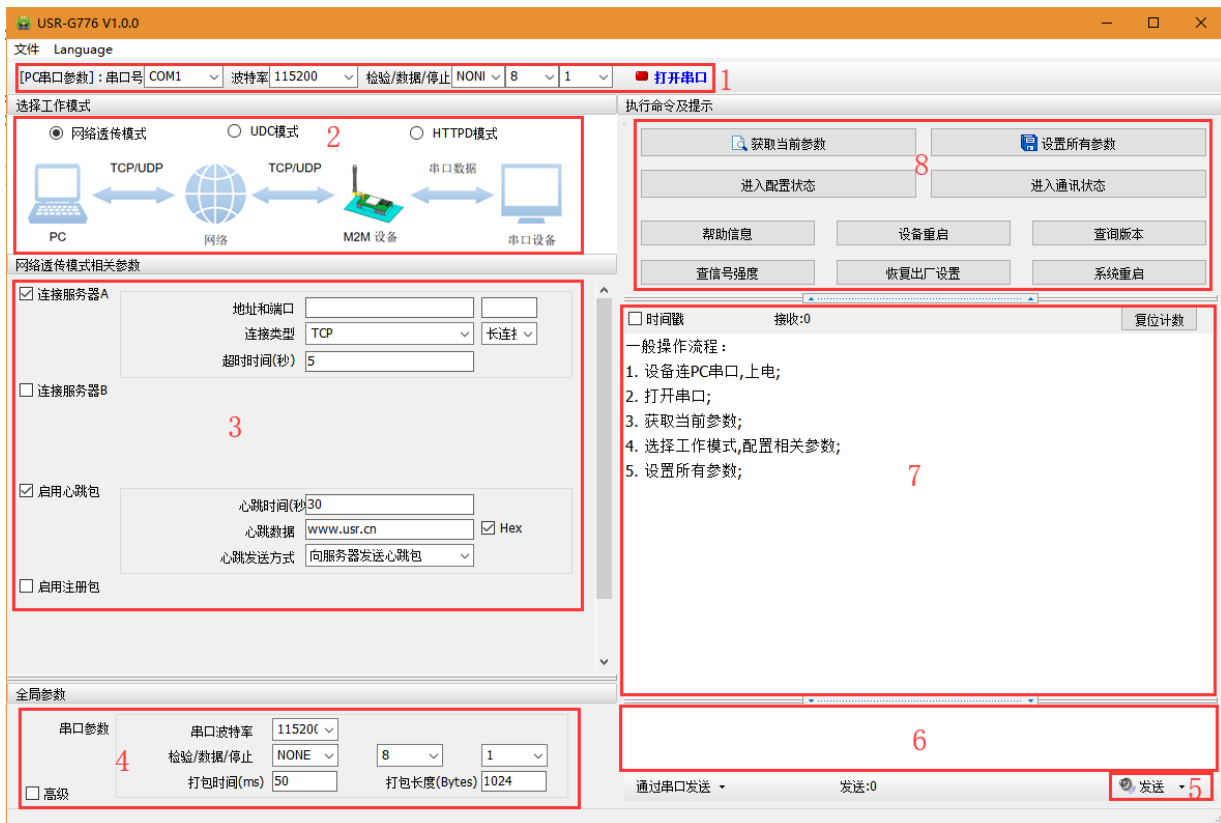 USR-G776 V1.0.0
文件 Language
[PC串口参数]：串口号 COM1 波特率 115200 检验/数据/停止 NONI 8 1 打开串口 1
选择工作模式
网络透传模式 UDC模式 HTTPD模式
2
TCP/UDP TCP/UDP 串口数据
PC 网络 M2M 设备 串口设备
网络透传模式相关参数
连接服务器A
地址和端口
连接类型 TCP 长连接
超时时间(秒) 5
连接服务器B
3
启用心跳包
心跳时间(秒 30
心跳数据 www.usr.cn Hex
心跳发送方式 向服务器发送心跳包
启用注册包
全局参数
串口参数 串口波特率 115200
检验/数据/停止 NONE 8 1
4
打包时间(ms) 50 打包长度(Bytes) 1024
高级
执行命令及提示
获取当前参数 设置所有参数
8
进入配置状态 进入通讯状态
帮助信息 设备重启 查询版本
查信号强度 恢复出厂设置 系统重启
时间戳 接收:0 复位计数
一般操作流程：
1. 设备连PC串口,上电;
2. 打开串口;
3. 获取当前参数;
4. 选择工作模式,配置相关参数;
5. 设置所有参数;
7
6
通过串口发送 发送:0 发送 5